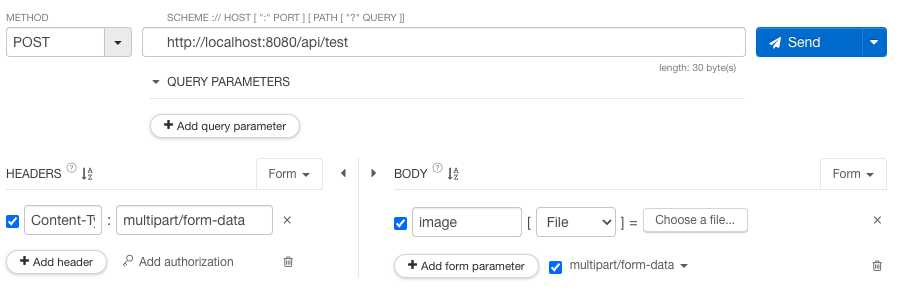 METHOD
SCHEME :// HOST [ ":" PORT ] [ PATH [ "?" QUERY ]]
POST
http://localhost:8080/api/test
Send
length: 30 byte(s)
QUERY PARAMETERS
+ Add query parameter
HEADERS ? Form
BODY ? Form
Content-Ty : multipart/form-data ×
image [ File ] = Choose a file... ×
+ Add header Add authorization
+ Add form parameter multipart/form-data